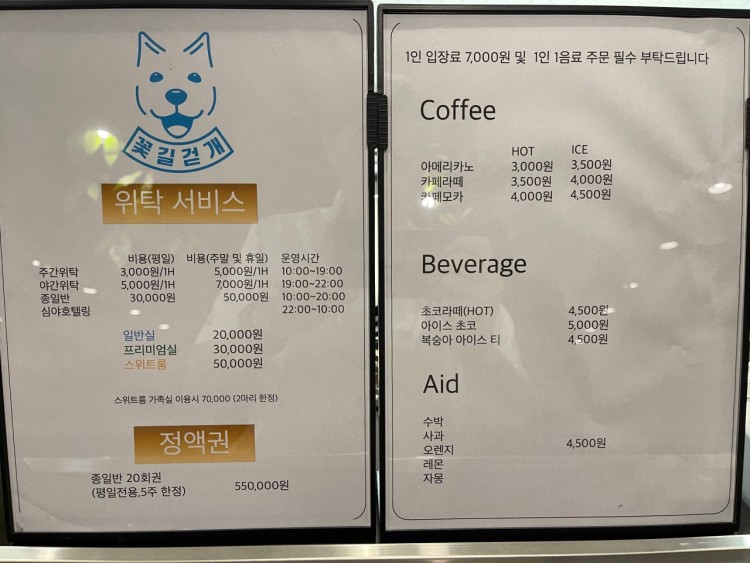 꽃길걷개
위탁 서비스
비용(평일) 비용(주말 및 휴일) 운영시간
주간위탁 3,000원/1H 5,000원/1H 10:00~19:00
야간위탁 5,000원/1H 7,000원/1H 19:00~22:00
종일반 30,000원 50,000원 10:00~20:00
심야호텔링 22:00~10:00
일반실 20,000원
프리미엄실 30,000원
스위트룸 50,000원
스위트룸 가족실 이용시 70,000 (2마리 한정)
정액권
종일반 20회권
(평일전용,5주 한정) 550,000원
1인 입장료 7,000원 및 1인 1음료 주문 필수 부탁드립니다
Coffee
HOT ICE
아메리카노 3,000원 3,500원
카페라떼 3,500원 4,000원
카페모카 4,000원 4,500원
Beverage
초코라떼(HOT) 4,500원
아이스 초코 5,000원
복숭아 아이스 티 4,500원
Aid
수박
사과
오렌지 4,500원
레몬
자몽